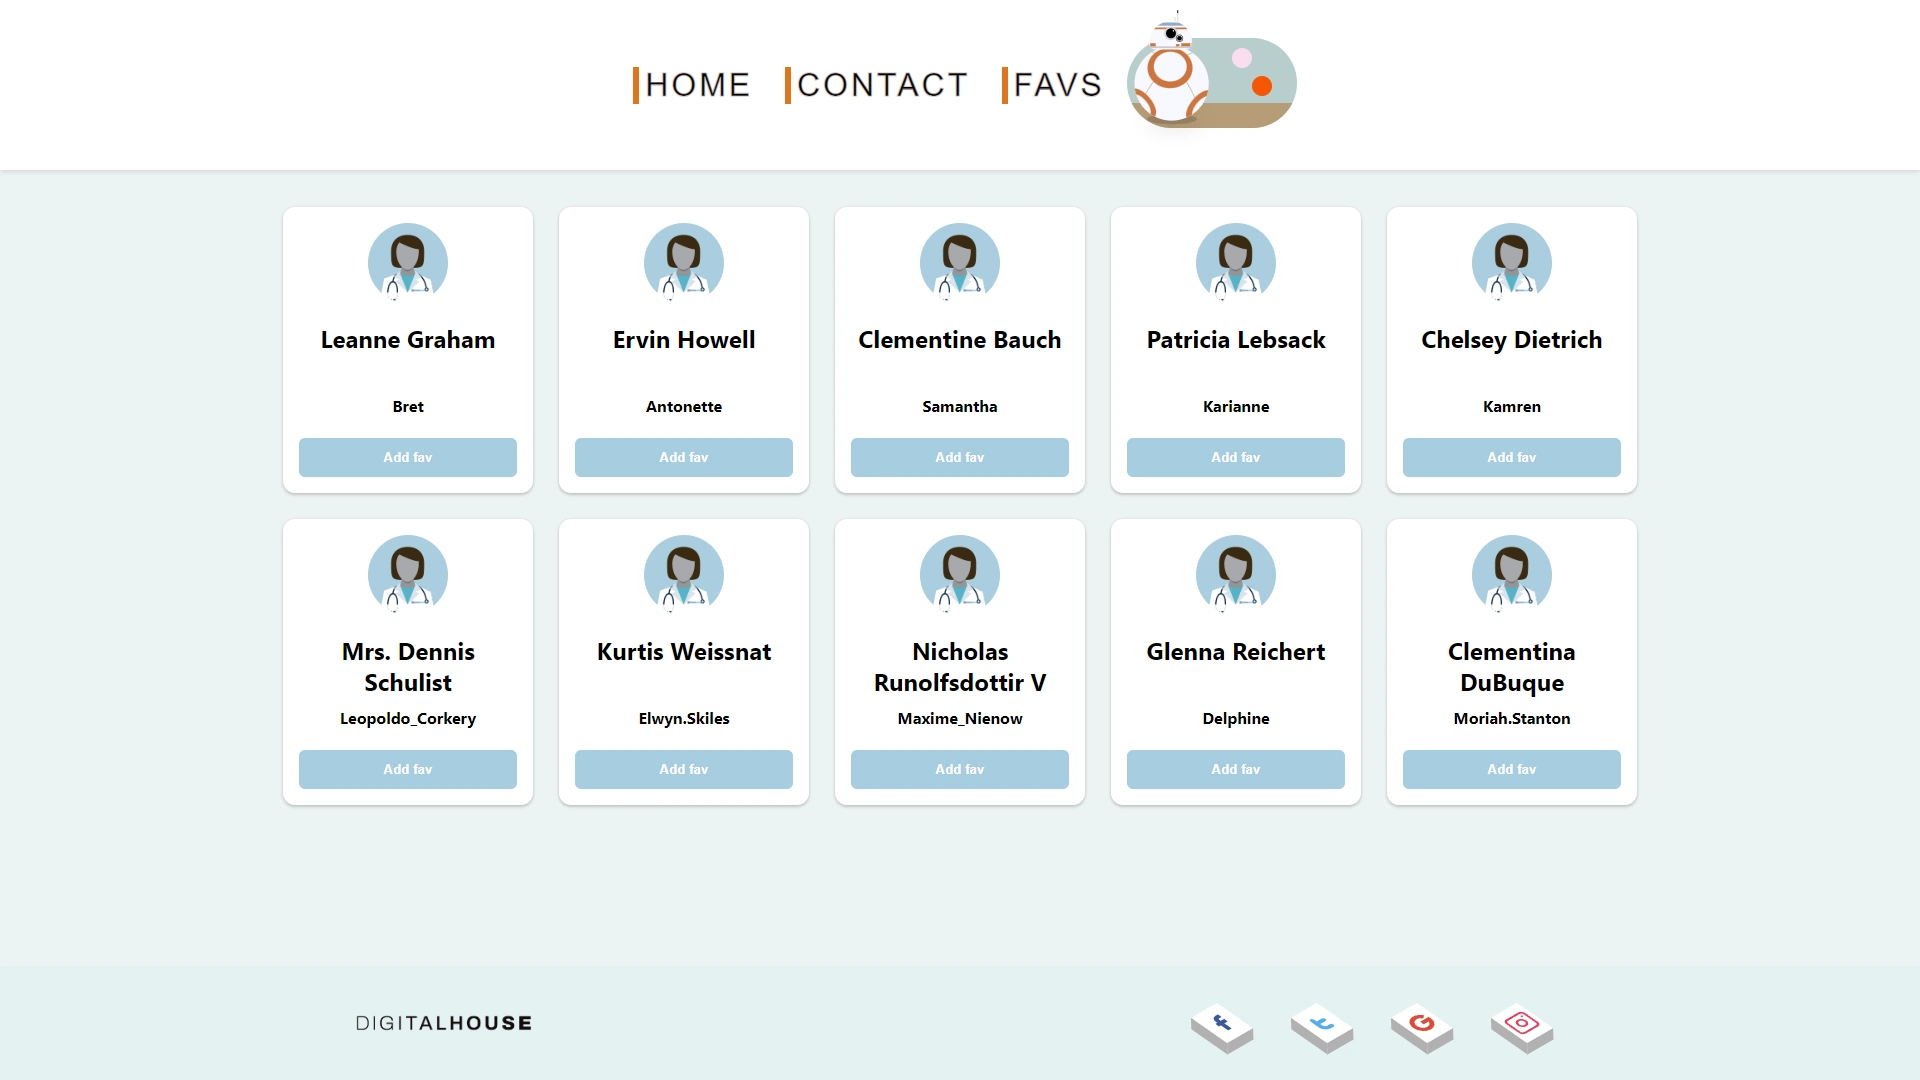 HOME CONTACT FAVS
Leanne Graham
Bret
Add fav
Ervin Howell
Antonette
Add fav
Clementine Bauch
Samantha
Add fav
Patricia Lebsack
Karianne
Add fav
Chelsey Dietrich
Kamren
Add fav
Mrs. Dennis
Schulist
Leopoldo_Corkery
Add fav
Kurtis Weissnat
Elwyn.Skiles
Add fav
Nicholas
Runolfsdottir V
Maxime_Nienow
Add fav
Glenna Reichert
Delphine
Add fav
Clementina
DuBuque
Moriah.Stanton
Add fav
DIGITALHOUSE